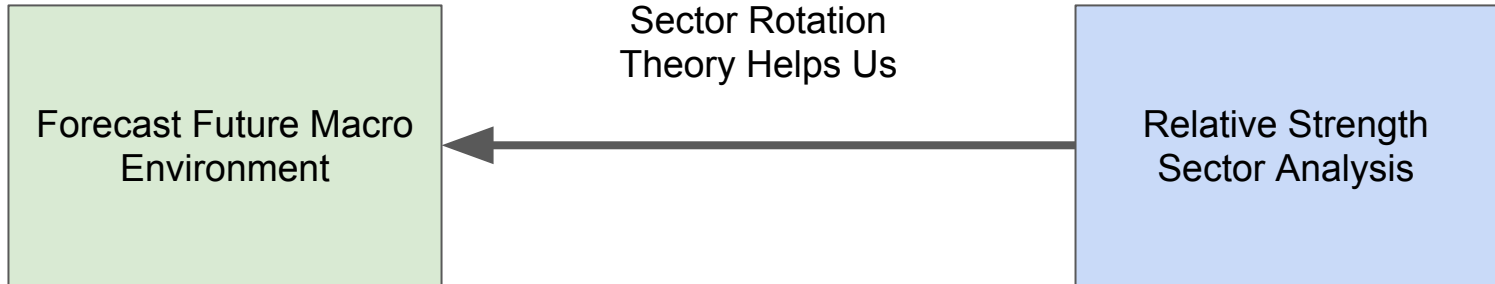 Sector Rotation
Theory Helps Us
Forecast Future Macro
Environment
Relative Strength
Sector Analysis